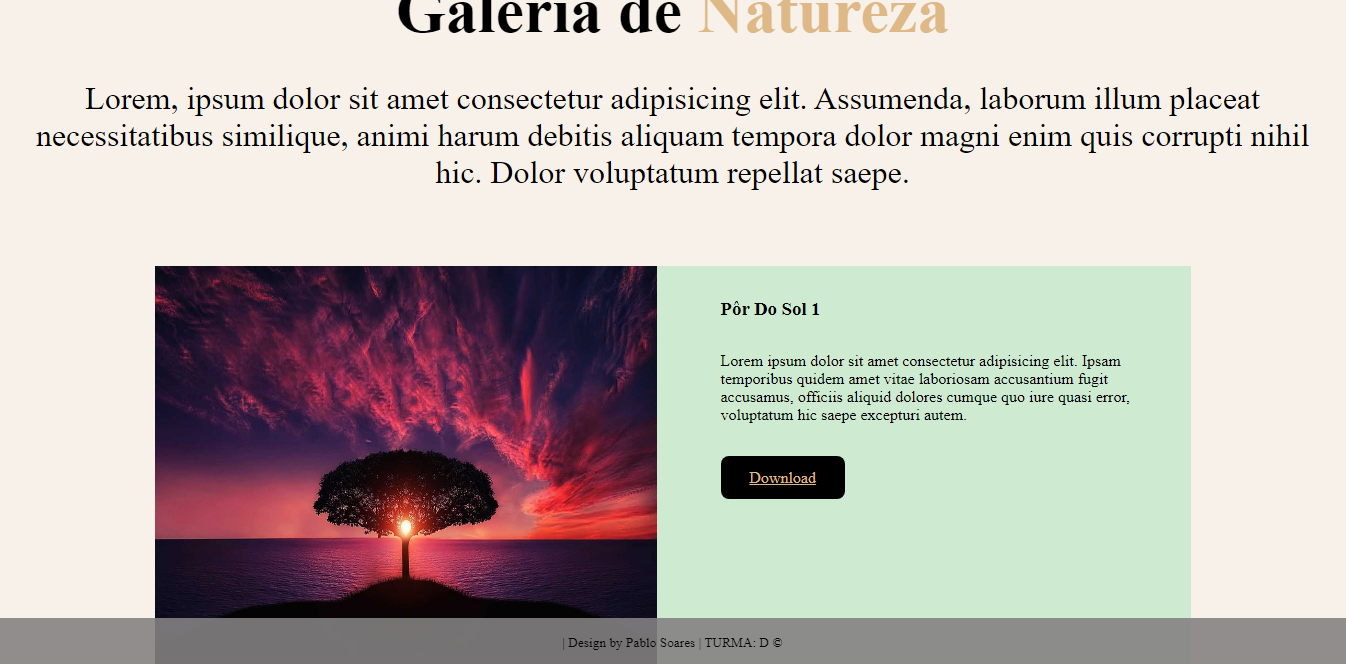 Galeria de Natureza
Lorem, ipsum dolor sit amet consectetur adipisicing elit. Assumenda, laborum illum placeat
necessitatibus similique, animi harum debitis aliquam tempora dolor magni enim quis corrupti nihil
hic. Dolor voluptatum repellat saepe.
Pôr Do Sol 1
Lorem ipsum dolor sit amet consectetur adipisicing elit. Ipsam
temporibus quidem amet vitae laboriosam accusantium fugit
accusamus, officiis aliquid dolores cumque quo iure quasi error,
voluptatum hic saepe excepturi autem.
Download
| Design by Pablo Soares | TURMA: D ©